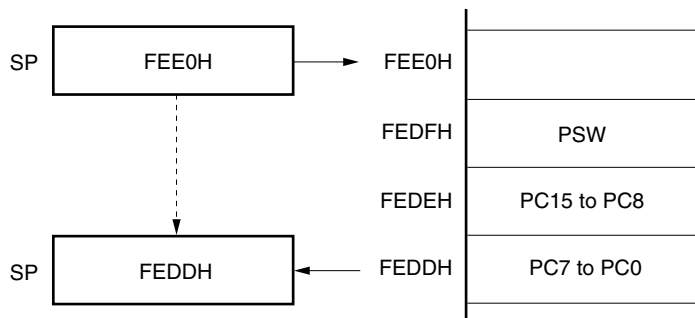 SP FEE0H FEE0H
FEDFH PSW
FEDEH PC15 to PC8
SP FEDDH FEDDH PC7 to PC0